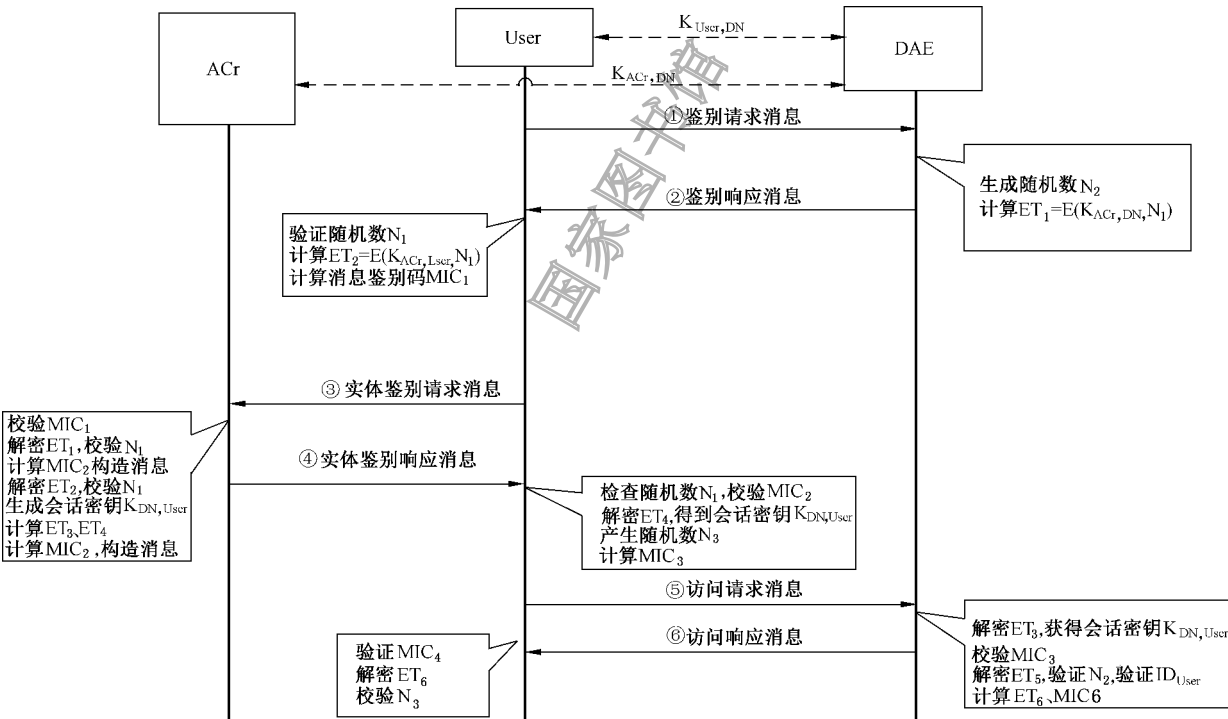 ACr
User
DAE
K User,DN
KACr,DN
①鉴别请求消息
生成随机数N2
计算ET1=E(KACr,DN,N1)
②鉴别响应消息
验证随机数N1
计算ET2=E(KACr,Lser,N1)
计算消息鉴别码MIC1
③实体鉴别请求消息
校验MIC1
解密ET1,校验N1
计算MIC2构造消息
解密ET2,校验N1
生成会话密钥KDN,User
计算ET3、ET4
计算MIC2,构造消息
④实体鉴别响应消息
检查随机数N1,校验MIC2
解密ET4,得到会话密钥KDN,User
产生随机数N3
计算MIC3
⑤访问请求消息
解密ET3,获得会话密钥KDN,User
校验MIC3
解密ET5,验证N2,验证IDUser
计算ET6、MIC6
⑥访问响应消息
验证MIC4
解密ET6
校验N3
国家图书馆